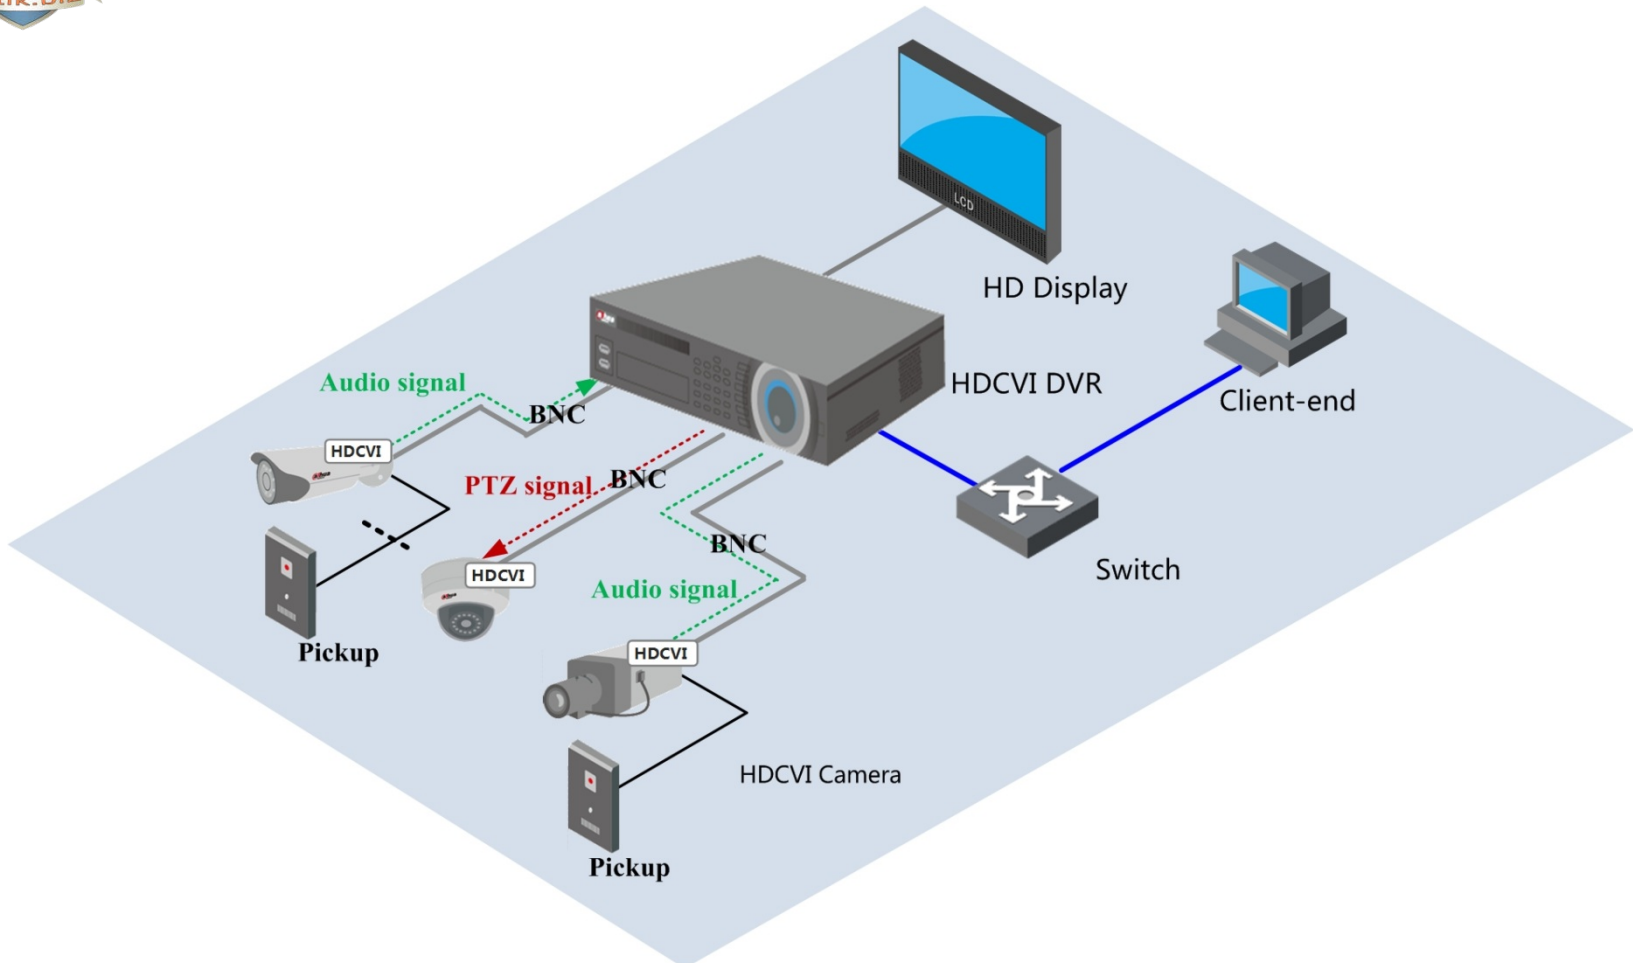 LCD
HD Display
HDCVI DVR
Client-end
Audio signal
BNC
HDCVI
PTZ signal
BNC
BNC
Switch
HDCVI
Audio signal
Pickup
HDCVI
HDCVI Camera
Pickup